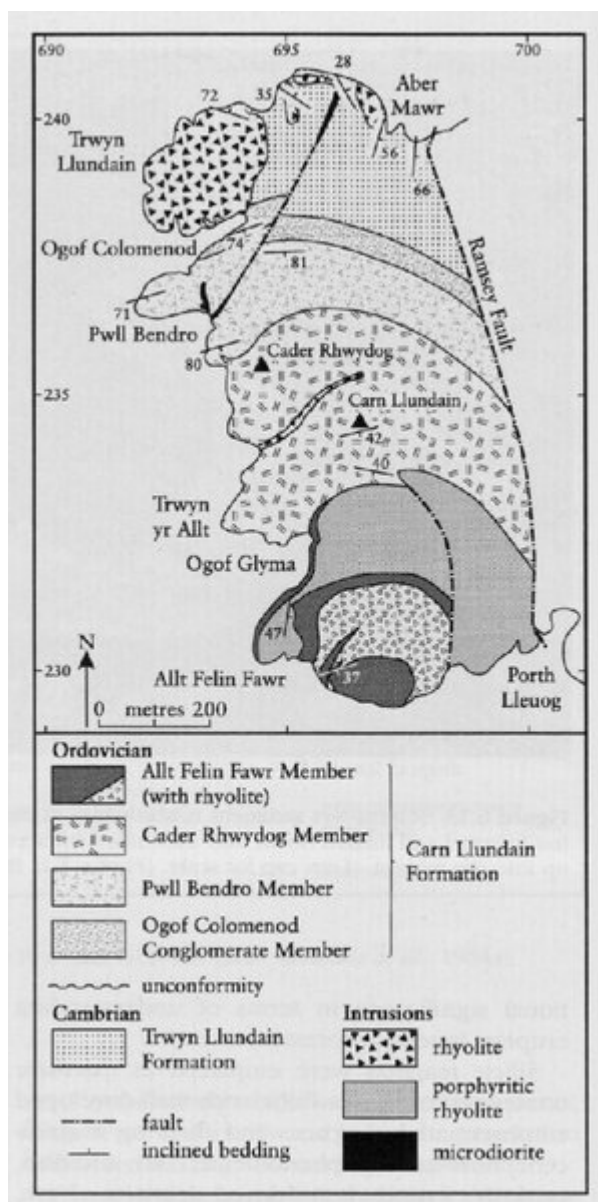 690
695
700
28
Aber
Mawr
35
72
240
Trwyn
Llundain
56
66
Ogof Colomenod
74
81
Ramsey Fault
71
Pwll Bendro
80
Cader Rhwydog
235
Carn Llundain
42
40
Trwyn
yr Allt
Ogof Glyma
47
N
230
37
Allt Felin Fawr
Porth
Lleuog
0 metres 200
Ordovician
Allt Felin Fawr Member
(with rhyolite)
Cader Rhwydog Member
Carn Llundain
Formation
Pwll Bendro Member
Ogof Colomenod
Conglomerate Member
unconformity
Cambrian
Trwyn Llundain
Formation
Intrusions
rhyolite
porphyritic
rhyolite
microdiorite
fault
inclined bedding